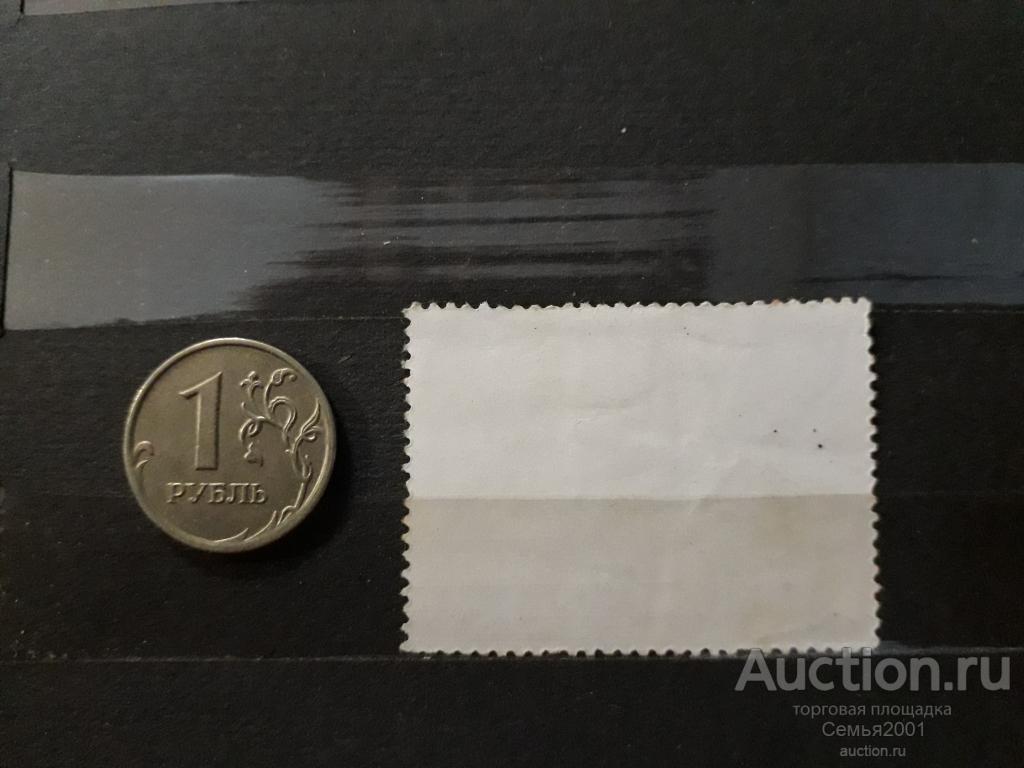 1
РУБЛЬ
Auction.ru
торговая площадка
Семья2001
auction.ru